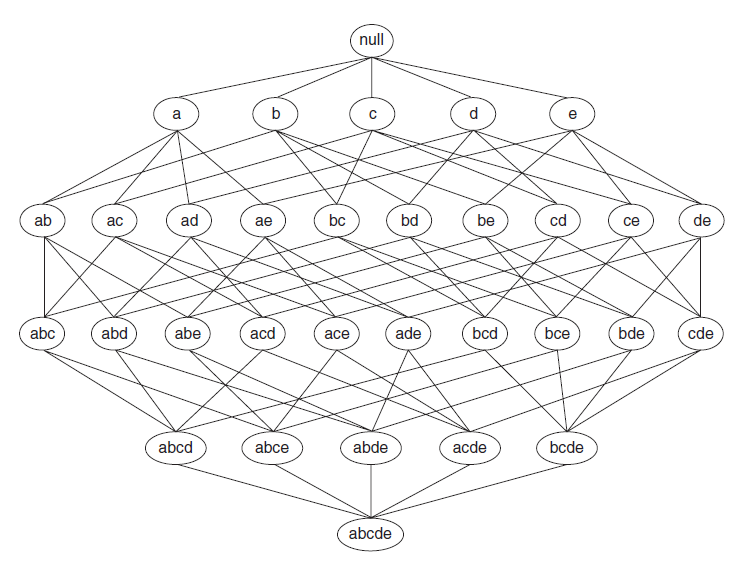 null
a b c d e
ab ac ad ae bc bd be cd ce de
abc abd abe acd ace ade bcd bce bde cde
abcd abce abde acde bcde
abcde